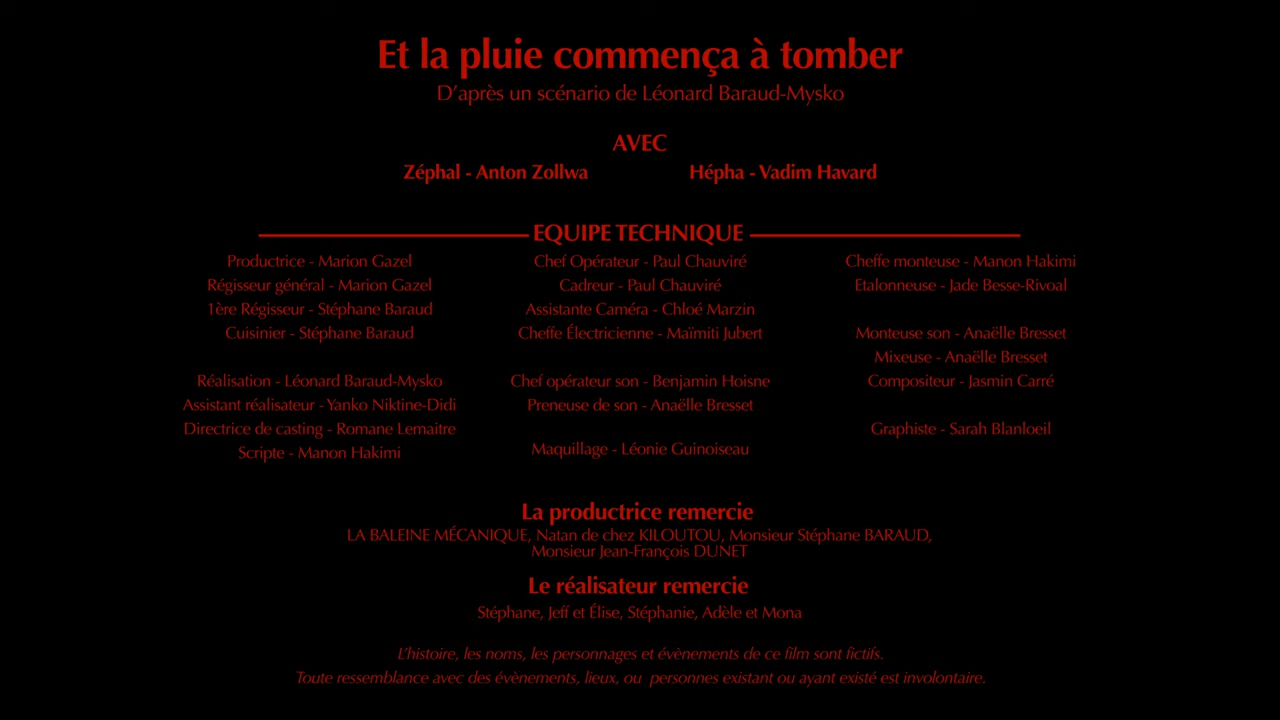 Et la pluie commença à tomber
D'après un scénario de Léonard Baraud-Mysko
AVEC
Zéphal - Anton Zollwa
Hépha - Vadim Havard
EQUIPE TECHNIQUE
Productrice - Marion Gazel
Régisseur général - Marion Gazel
1ère Régisseur - Stéphane Baraud
Cuisinier - Stéphane Baraud
Réalisation - Léonard Baraud-Mysko
Assistant réalisateur - Yanko Niktine-Didi
Directrice de casting - Romane Lemaitre
Scripte - Manon Hakimi
Chef Opérateur - Paul Chauviré
Cadreur - Paul Chauviré
Assistante Caméra - Chloé Marzin
Cheffe Électricienne - Maïmiti Jubert
Chef opérateur son - Benjamin Hoisne
Preneuse de son - Anaëlle Bresset
Maquillage - Léonie Guinoiseau
Cheffe monteuse - Manon Hakimi
Etalonneuse - Jade Besse-Rivoal
Monteuse son - Anaëlle Bresset
Mixeuse - Anaëlle Bresset
Compositeur - Jasmin Carré
Graphiste - Sarah Blanloeil
La productrice remercie
LA BALEINE MÉCANIQUE, Natan de chez KILOUTOU, Monsieur Stéphane BARAUD,
Monsieur Jean-François DUNET
Le réalisateur remercie
Stéphane, Jeff et Élise, Stéphanie, Adèle et Mona
L'histoire, les noms, les personnages et évènements de ce film sont fictifs.
Toute ressemblance avec des évènements, lieux, ou  personnes existant ou ayant existé est involontaire.